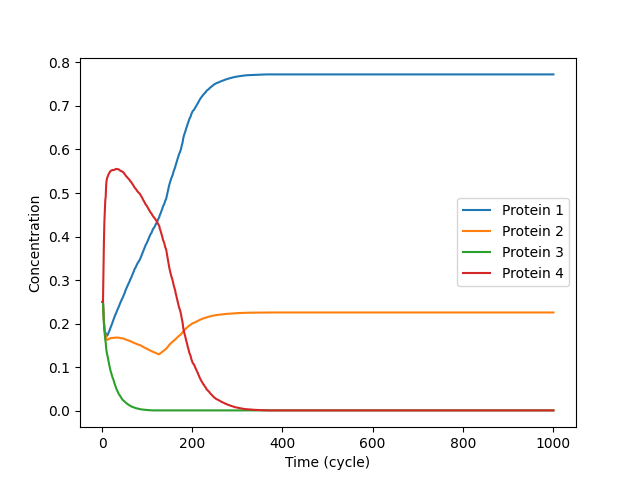 0.8
0.7
0.6
0.5
0.4
0.3
0.2
0.1
0.0
Concentration
Protein 1
Protein 2
Protein 3
Protein 4
0 200 400 600 800 1000
Time (cycle)